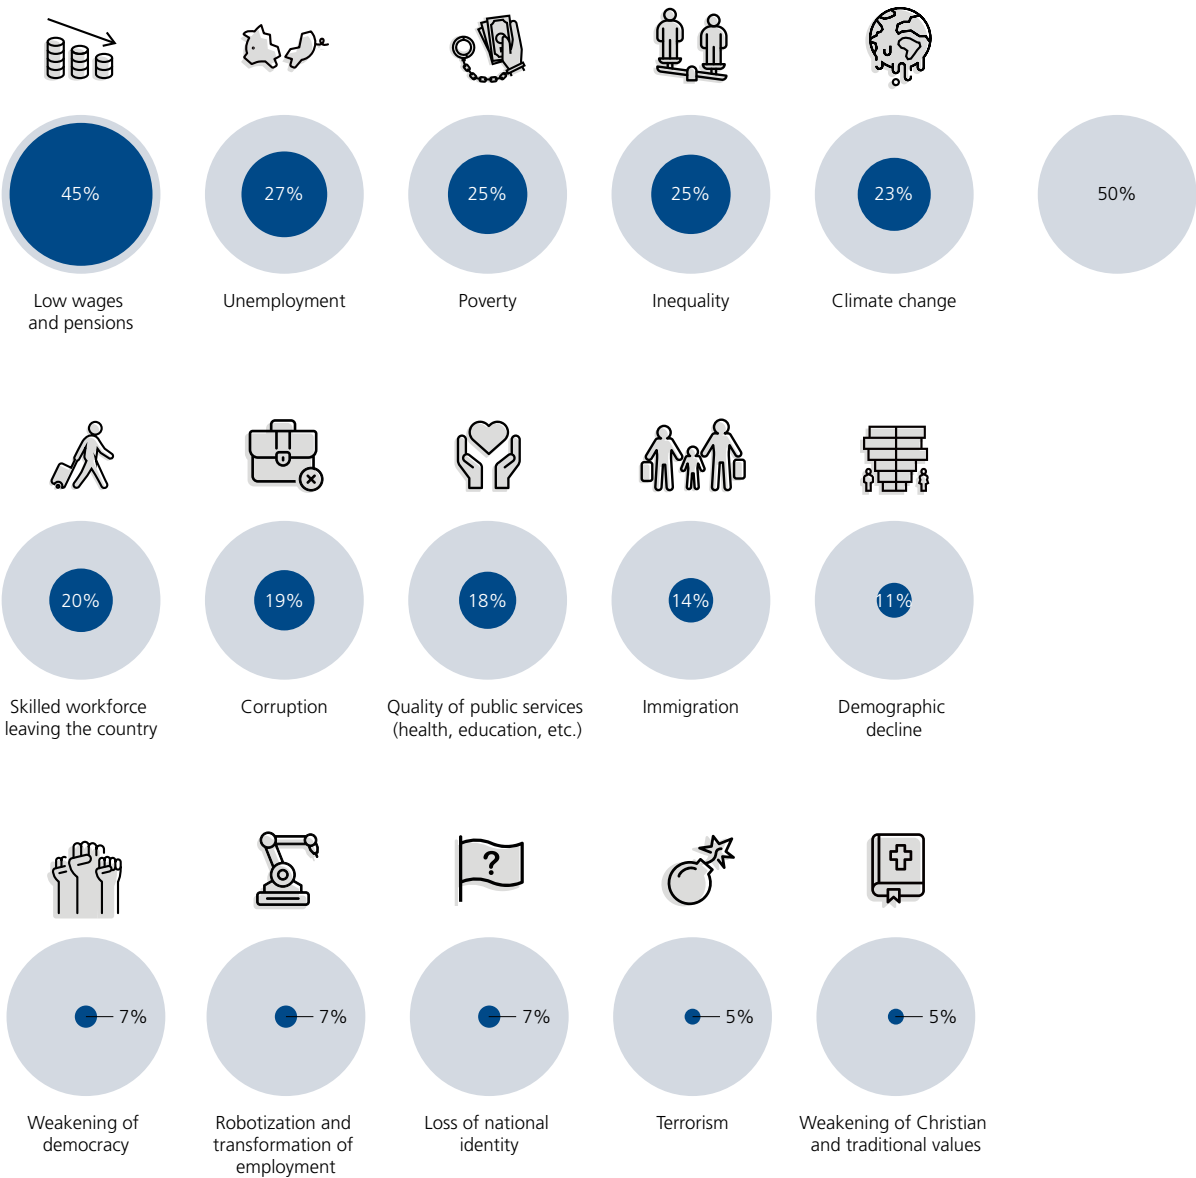 45%
27%
25%
25%
23%
50%
Low wages
and pensions
Unemployment
Poverty
Inequality
Climate change
20%
19%
18%
14%
11%
Skilled workforce
leaving the country
Corruption
Quality of public services
(health, education, etc.)
Immigration
Demographic
decline
?
7%
7%
7%
5%
5%
Weakening of
democracy
Robotization and
transformation of
employment
Loss of national
identity
Terrorism
Weakening of Christian
and traditional values